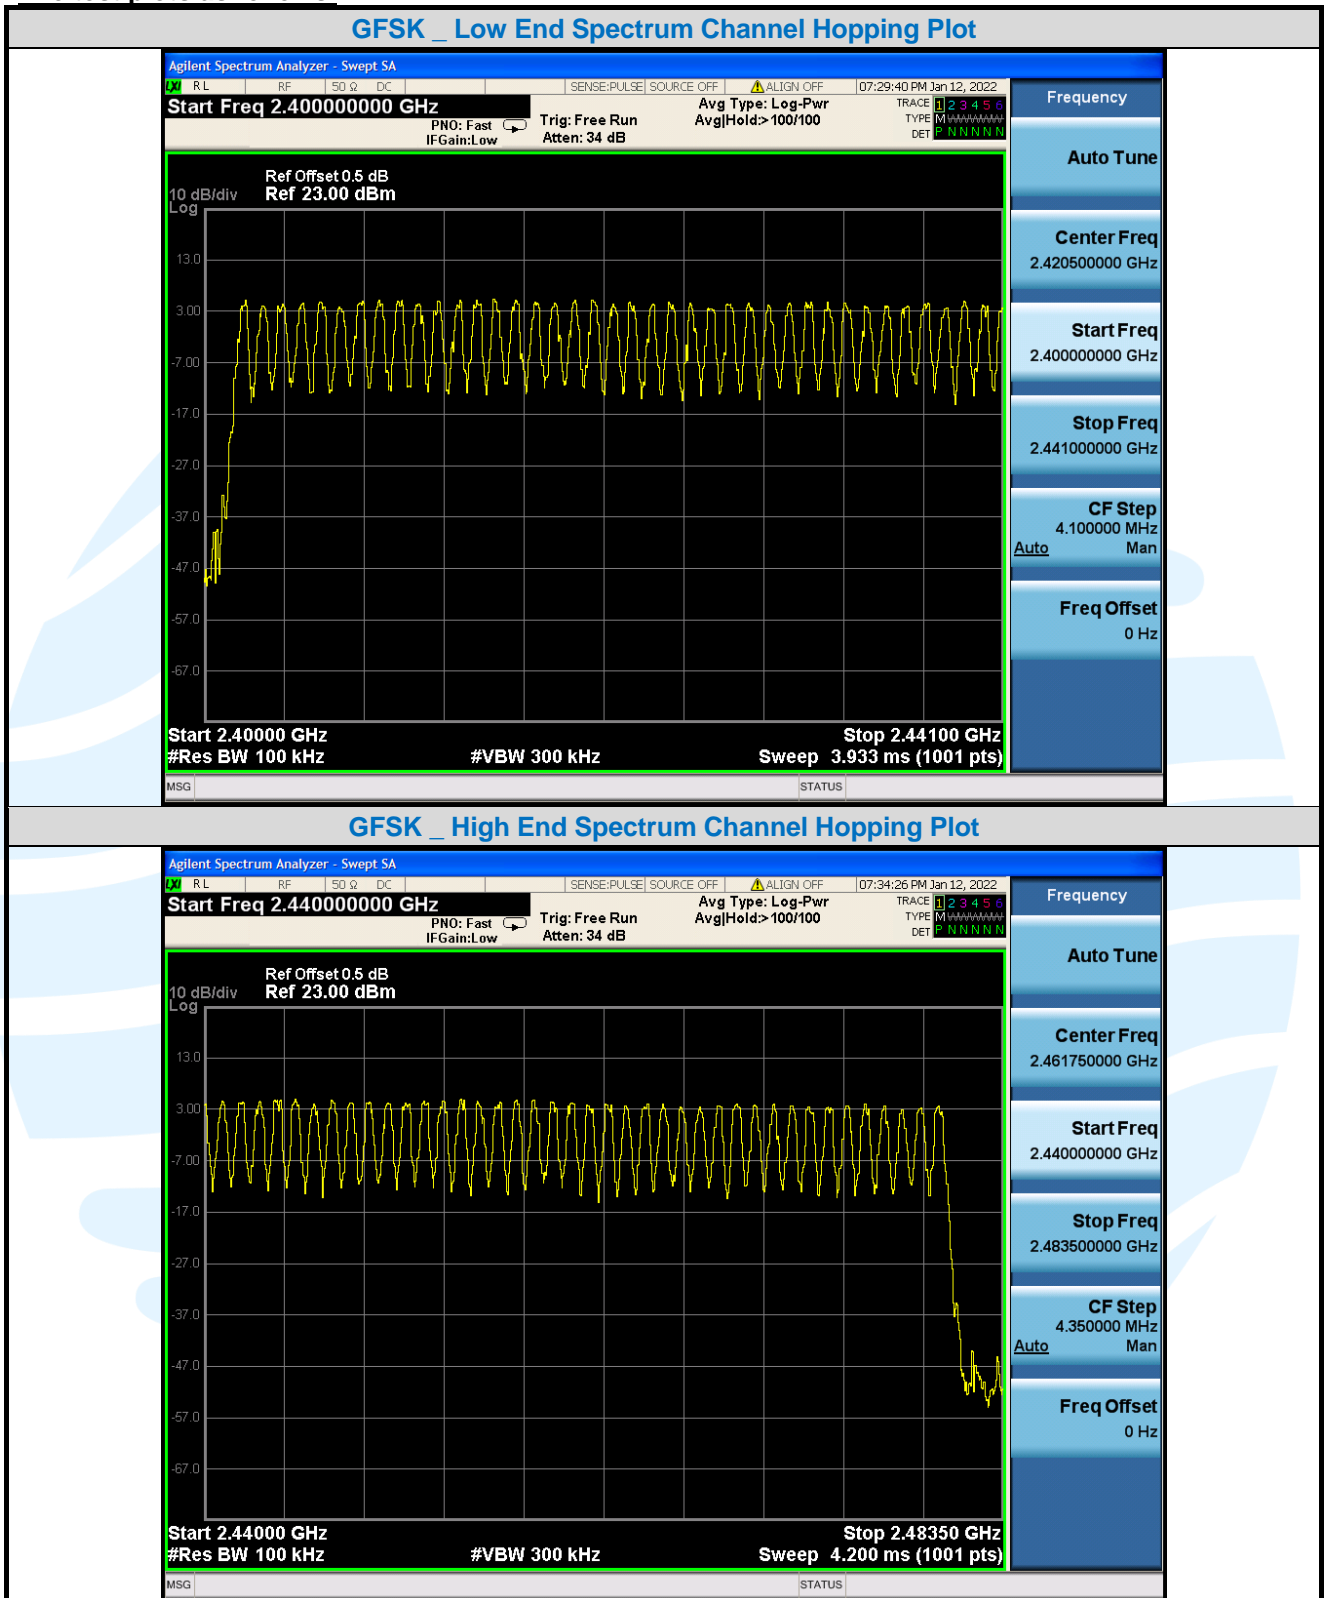 GFSK _ Low End Spectrum Channel Hopping Plot
Agilent Spectrum Analyzer - Swept SA
LXI RL RF 50 Ω DC SENSE:PULSE SOURCE OFF ALIGN OFF 07:29:40 PM Jan 12, 2022
Start Freq 2.400000000 GHz
PNO: Fast
IFGain:Low
Trig: Free Run
Atten: 34 dB
Avg Type: Log-Pwr
Avg|Hold:>100/100
TRACE 1 2 3 4 5 6
TYPE M
DET P N N N N N
Ref Offset 0.5 dB
10 dB/div Ref 23.00 dBm
Log
13.0
3.00
-7.00
-17.0
-27.0
-37.0
-47.0
-57.0
-67.0
Start 2.40000 GHz Stop 2.44100 GHz
#Res BW 100 kHz #VBW 300 kHz Sweep 3.933 ms (1001 pts)
MSG STATUS
Frequency
Auto Tune
Center Freq
2.420500000 GHz
Start Freq
2.400000000 GHz
Stop Freq
2.441000000 GHz
CF Step
4.100000 MHz
Auto Man
Freq Offset
0 Hz
GFSK _ High End Spectrum Channel Hopping Plot
Agilent Spectrum Analyzer - Swept SA
LXI RL RF 50 Ω DC SENSE:PULSE SOURCE OFF ALIGN OFF 07:34:26 PM Jan 12, 2022
Start Freq 2.440000000 GHz
PNO: Fast
IFGain:Low
Trig: Free Run
Atten: 34 dB
Avg Type: Log-Pwr
Avg|Hold:>100/100
TRACE 1 2 3 4 5 6
TYPE M
DET P N N N N N
Ref Offset 0.5 dB
10 dB/div Ref 23.00 dBm
Log
13.0
3.00
-7.00
-17.0
-27.0
-37.0
-47.0
-57.0
-67.0
Start 2.44000 GHz Stop 2.48350 GHz
#Res BW 100 kHz #VBW 300 kHz Sweep 4.200 ms (1001 pts)
MSG STATUS
Frequency
Auto Tune
Center Freq
2.461750000 GHz
Start Freq
2.440000000 GHz
Stop Freq
2.483500000 GHz
CF Step
4.350000 MHz
Auto Man
Freq Offset
0 Hz